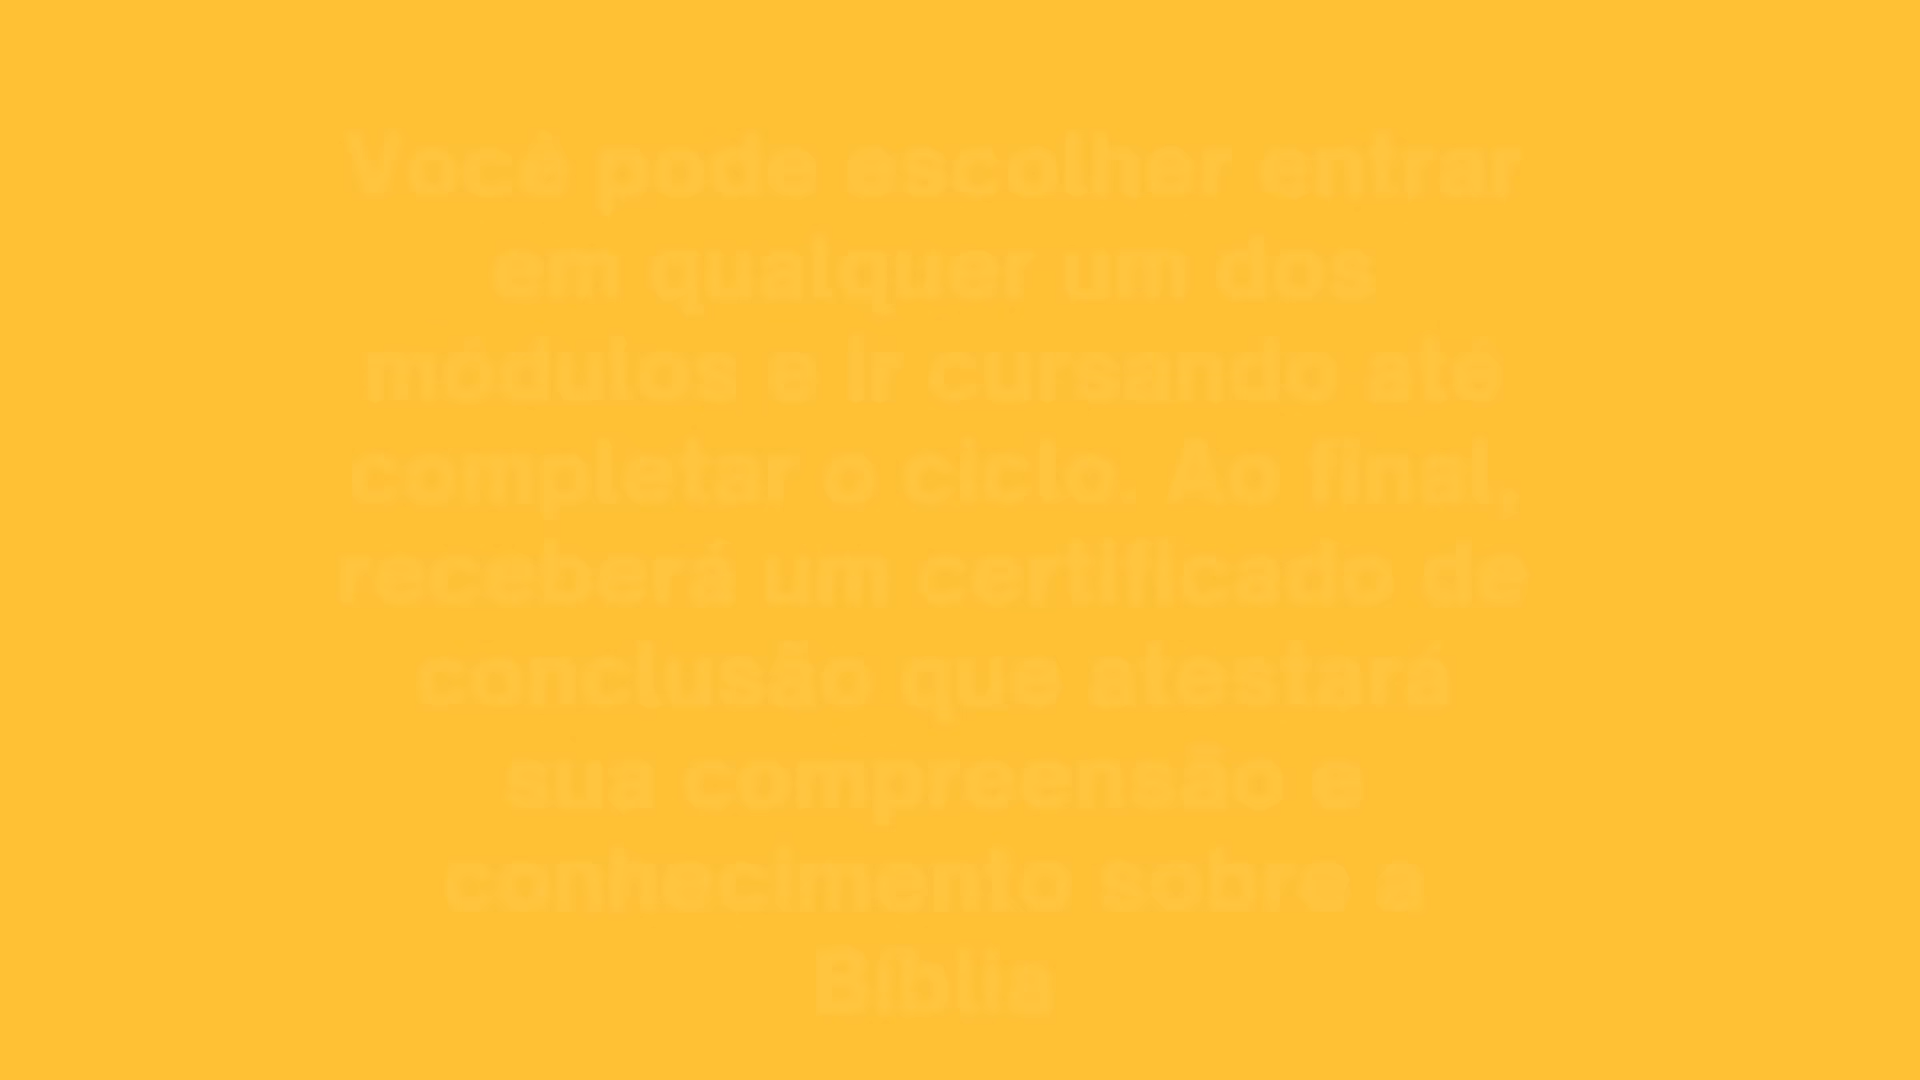 Você pode escolher entrar
em qualquer um dos
módulos e ir cursando até
completar o ciclo. Ao final,
receberá um certificado de
conclusão que atestará
sua compreensão e
conhecimento sobre a
Bíblia